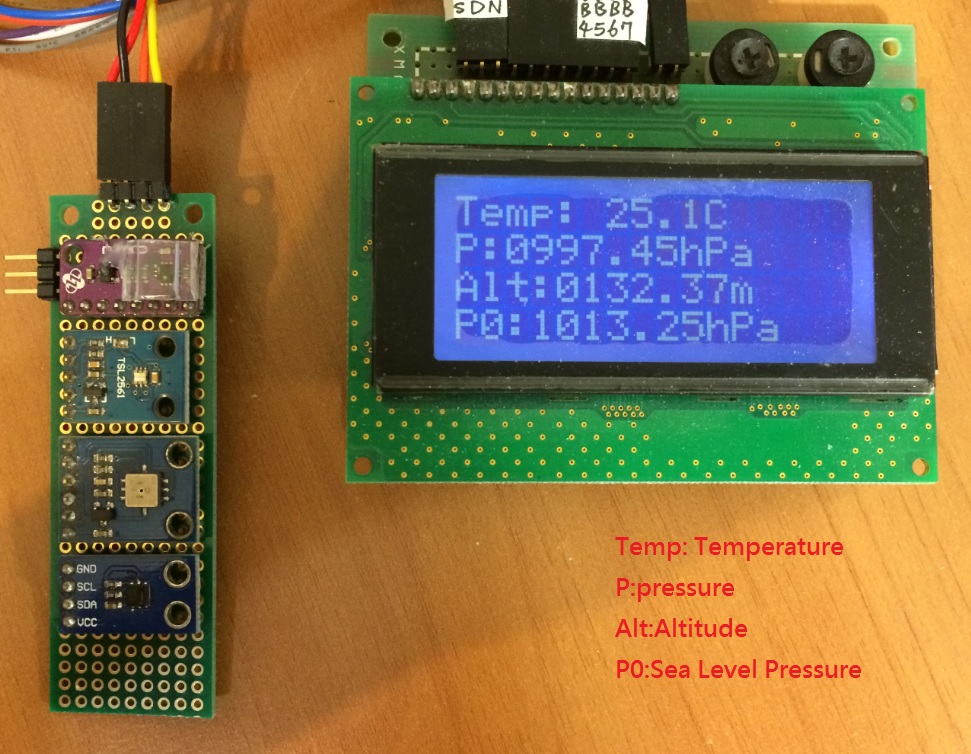 SDN
BBBB
4567
Temp: 25.1C
P:0997.45hPa
Alt:0132.37m
P0:1013.25hPa
L H
TSL2561
GND
SCL
SDA
VCC
Temp: Temperature
P:pressure
Alt:Altitude
P0:Sea Level Pressure